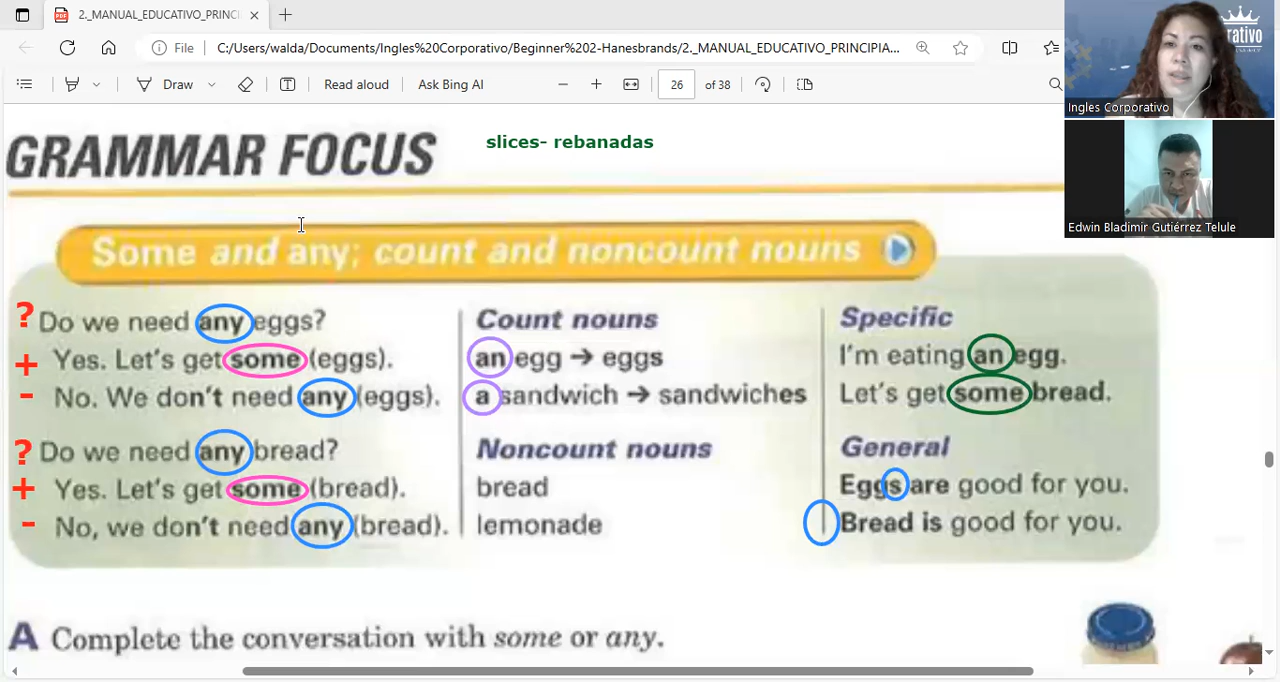 2._MANUAL_EDUCATIVO_PRINCI
File C:/Users/walda/Documents/Ingles%20Corporativo/Beginner%202-Hanesbrands/2._MANUAL_EDUCATIVO_PRINCIPIA...
Draw Read aloud Ask Bing AI 26 of 38
rativo
Ingles Corporativo
Edwin Bladimir Gutiérrez Telule
GRAMMAR FOCUS
slices- rebanadas
Some and any; count and noncount nouns
? Do we need any eggs?
+ Yes. Let's get some (eggs).
- No. We don't need any (eggs).
? Do we need any bread?
+ Yes. Let's get some (bread).
- No, we don't need any (bread).
Count nouns
an egg → eggs
a sandwich → sandwiches
Noncount nouns
bread
lemonade
Specific
I'm eating an egg.
Let's get some bread.
General
Eggs are good for you.
Bread is good for you.
A Complete the conversation with some or any.